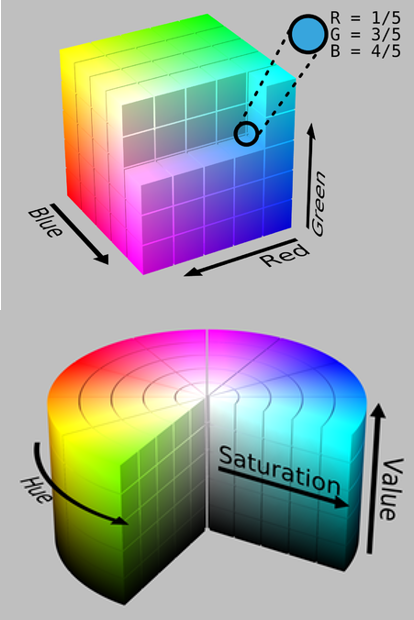 R = 1/5
G = 3/5
B = 4/5
Blue
Red
Green
Hue
Saturation
Value